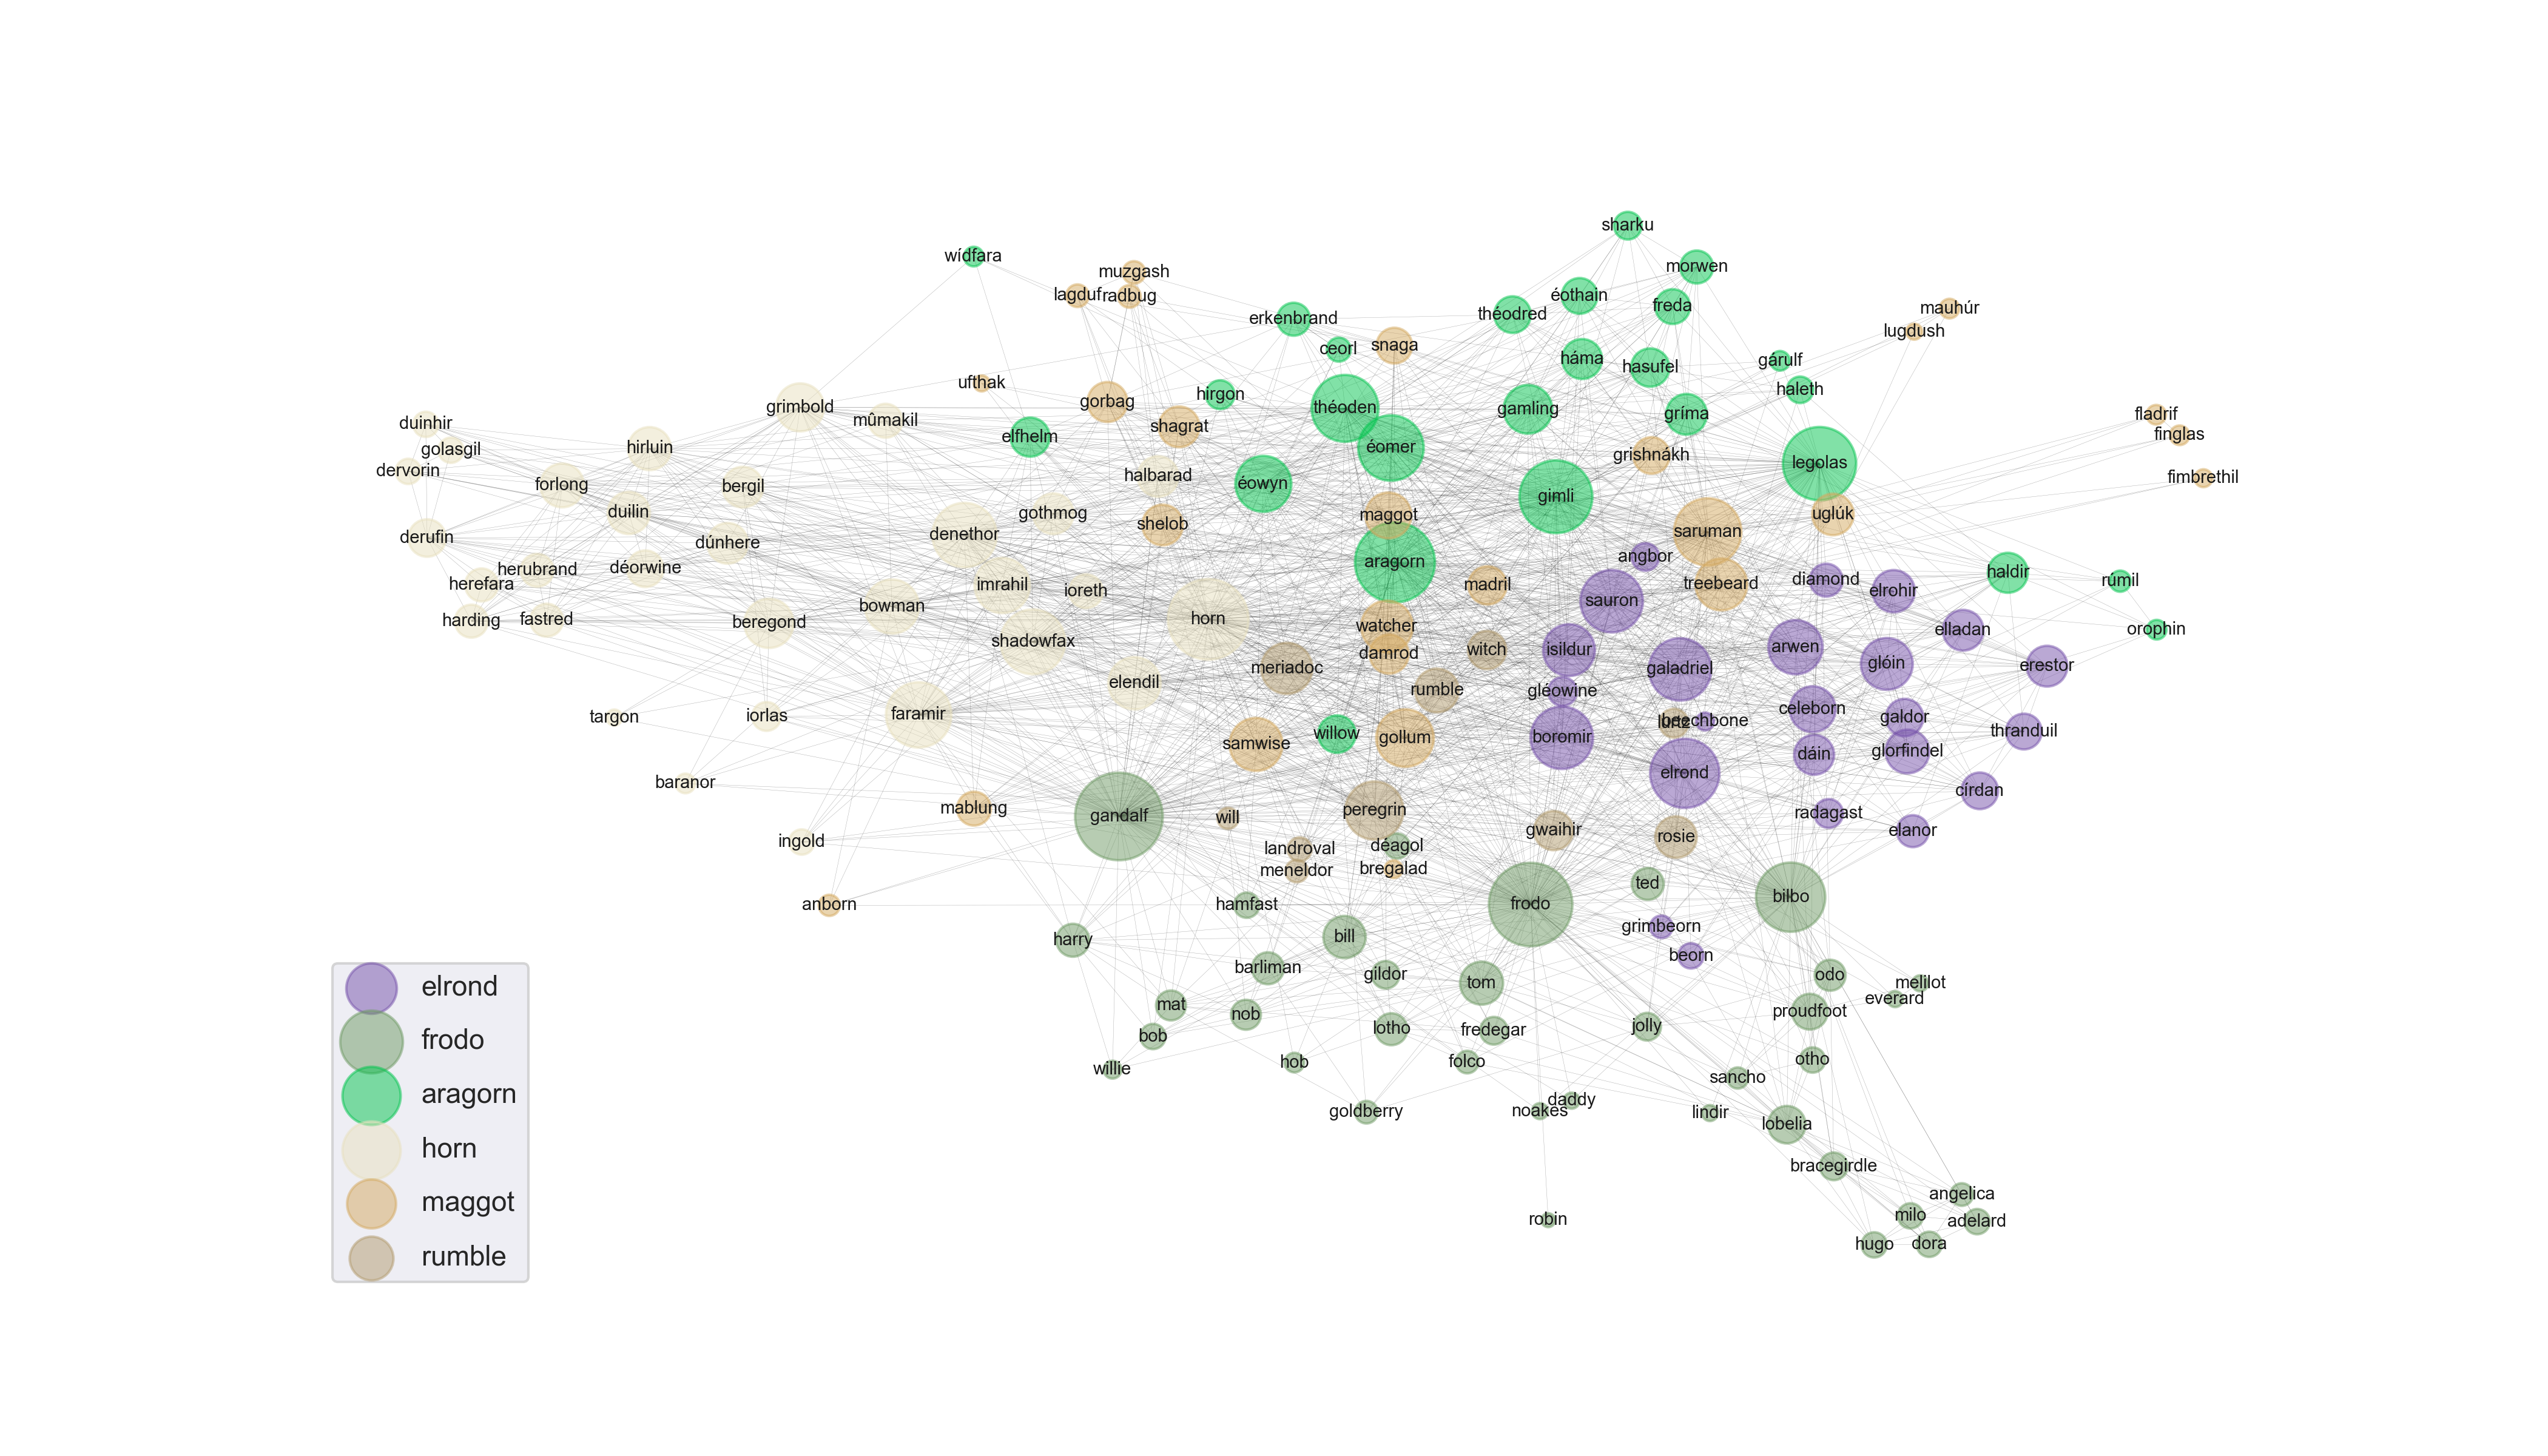 sharku
wídfara
morwen
muzgash
lagduf
radbug
éothain
freda
mauhúr
erkenbrand
théodred
lugdush
ceorl
snaga
háma
hasufel
gárulf
ufthak
hirgon
haleth
gorbag
grimbold
théoden
gamling
gríma
fladrif
duinhir
mûmakil
shagrat
finglas
elfhelm
golasgil
hirluin
éomer
grishnákh
legolas
dervorin
halbarad
fimbrethil
forlong
bergil
éowyn
gimli
duilin
gothmog
maggot
uglúk
shelob
saruman
derufin
denethor
dúnhere
angbor
aragorn
herubrand
déorwine
haldir
diamond
rúmil
herefara
imrahil
madril
treebeard
ioreth
elrohir
sauron
bowman
harding
fastred
beregond
horn
watcher
elladan
orophin
shadowfax
damrod
witch
isildur
arwen
meriadoc
galadriel
glóin
erestor
elendil
rumble
gléowine
celeborn
targon
iorlas
faramir
lurtz
beechbone
galdor
willow
gollum
boromir
thranduil
samwise
dáin
glorfindel
elrond
baranor
círdan
mablung
peregrin
gandalf
will
radagast
gwaihir
rosie
elanor
ingold
landroval
déagol
meneldor
bregalad
ted
bilbo
anborn
hamfast
frodo
grimbeorn
harry
bill
beorn
barliman
gildor
tom
odo
melilot
everard
mat
nob
proudfoot
bob
lotho
fredegar
jolly
willie
hob
folco
otho
sancho
goldberry
noakes
daddy
lindir
lobelia
bracegirdle
angelica
robin
milo
adelard
hugo
dora
elrond
frodo
aragorn
horn
maggot
rumble